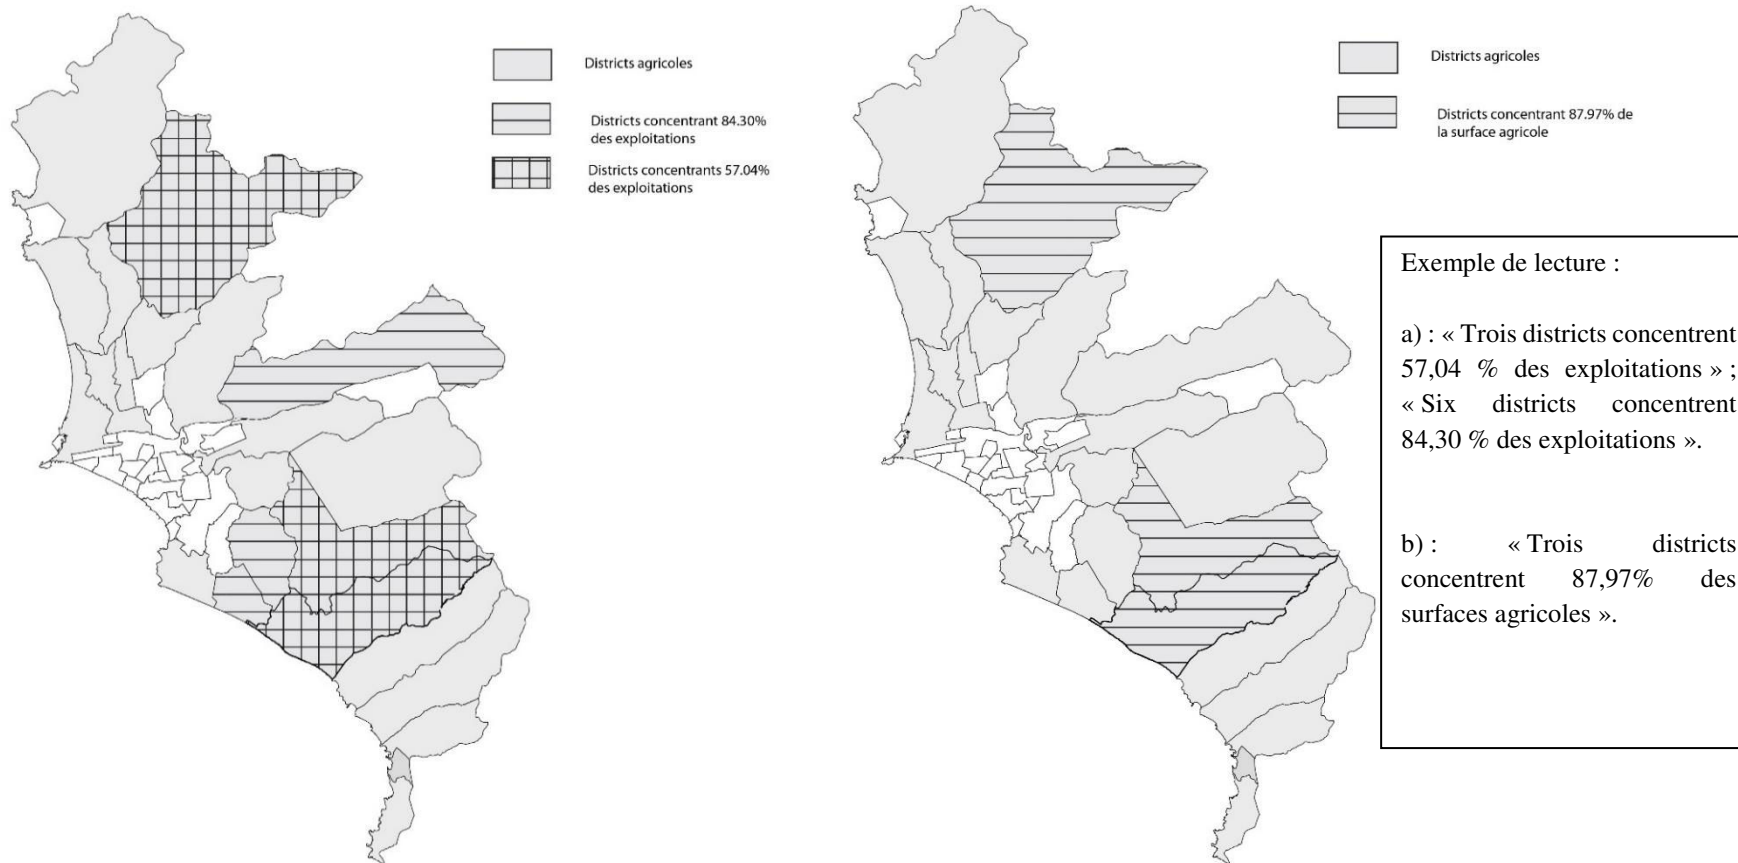 Districts agricoles
Districts concentrant 84.30%
des exploitations
Districts concentrants 57.04%
des exploitations
Districts agricoles
Districts concentrant 87.97% de
la surface agricole
Exemple de lecture :
a) : « Trois districts concentrent
57,04 % des exploitations » ;
« Six districts concentrent
84,30 % des exploitations ».
b) : « Trois districts
concentrent 87,97% des
surfaces agricoles ».